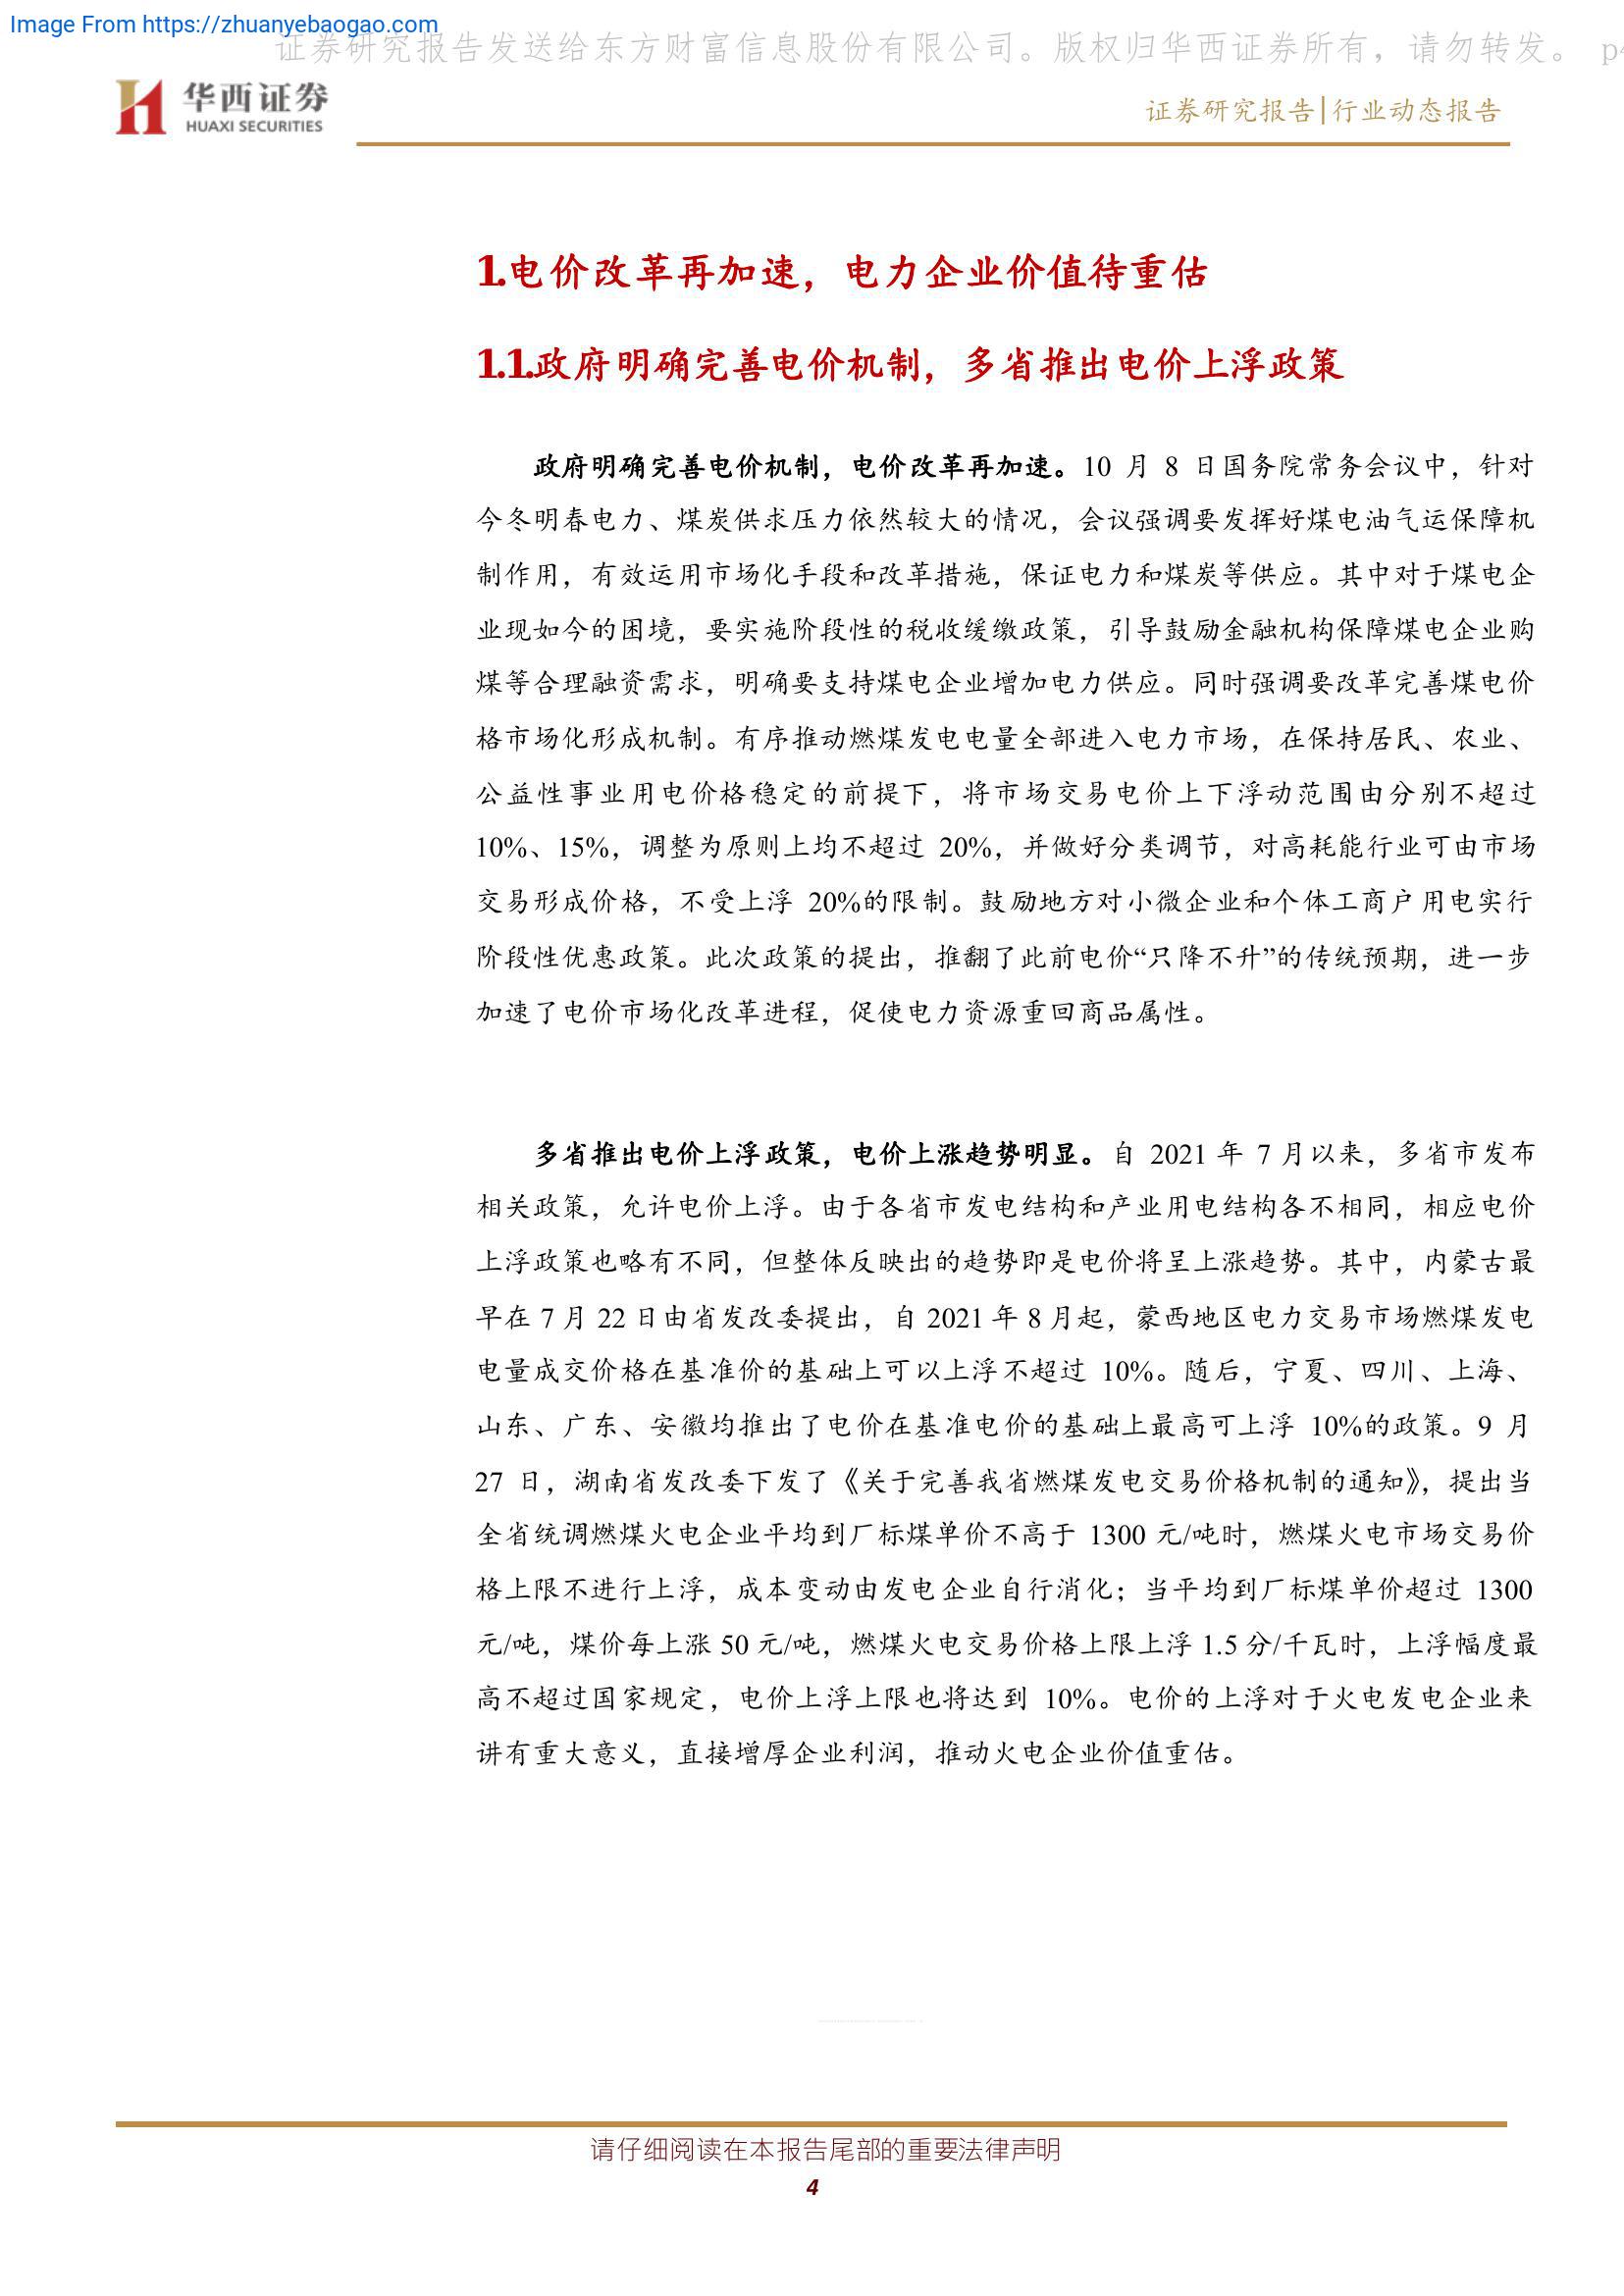 Image From https://zhuanyebaogao.com
证券研究报告发送给东方财富信息股份有限公司。版权归华西证券所有，请勿转发。 p4
华西证券
HUAXI SECURITIES
证券研究报告|行业动态报告
1.电价改革再加速，电力企业价值待重估
1.1.政府明确完善电价机制，多省推出电价上浮政策
政府明确完善电价机制，电价改革再加速。10 月 8 日国务院常务会议中，针对
今冬明春电力、煤炭供求压力依然较大的情况，会议强调要发挥好煤电油气运保障机
制作用，有效运用市场化手段和改革措施，保证电力和煤炭等供应。其中对于煤电企
业现如今的困境，要实施阶段性的税收缓缴政策，引导鼓励金融机构保障煤电企业购
煤等合理融资需求，明确要支持煤电企业增加电力供应。同时强调要改革完善煤电价
格市场化形成机制。有序推动燃煤发电电量全部进入电力市场，在保持居民、农业、
公益性事业用电价格稳定的前提下，将市场交易电价上下浮动范围由分别不超过
10%、15%，调整为原则上均不超过 20%，并做好分类调节，对高耗能行业可由市场
交易形成价格，不受上浮 20%的限制。鼓励地方对小微企业和个体工商户用电实行
阶段性优惠政策。此次政策的提出，推翻了此前电价“只降不升”的传统预期，进一步
加速了电价市场化改革进程，促使电力资源重回商品属性。
多省推出电价上浮政策，电价上涨趋势明显。自 2021 年 7 月以来，多省市发布
相关政策，允许电价上浮。由于各省市发电结构和产业用电结构各不相同，相应电价
上浮政策也略有不同，但整体反映出的趋势即是电价将呈上涨趋势。其中，内蒙古最
早在 7 月 22 日由省发改委提出，自 2021 年 8 月起，蒙西地区电力交易市场燃煤发电
电量成交价格在基准价的基础上可以上浮不超过 10%。随后，宁夏、四川、上海、
山东、广东、安徽均推出了电价在基准电价的基础上最高可上浮 10%的政策。9 月
27 日，湖南省发改委下发了《关于完善我省燃煤发电交易价格机制的通知》，提出当
全省统调燃煤火电企业平均到厂标煤单价不高于 1300 元/吨时，燃煤火电市场交易价
格上限不进行上浮，成本变动由发电企业自行消化；当平均到厂标煤单价超过 1300
元/吨，煤价每上涨 50 元/吨，燃煤火电交易价格上限上浮 1.5 分/千瓦时，上浮幅度最
高不超过国家规定，电价上浮上限也将达到 10%。电价的上浮对于火电发电企业来
讲有重大意义，直接增厚企业利润，推动火电企业价值重估。
请仔细阅读在本报告尾部的重要法律声明
4